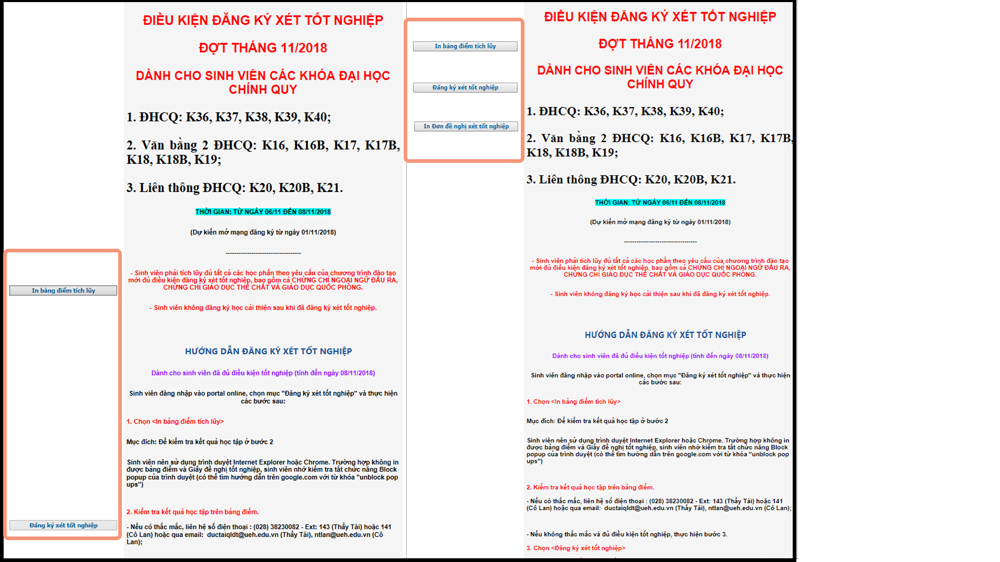 ĐIỀU KIỆN ĐĂNG KÝ XÉT TỐT NGHIỆP
ĐỢT THÁNG 11/2018
DÀNH CHO SINH VIÊN CÁC KHÓA ĐẠI HỌC
CHÍNH QUY
1. ĐHCQ: K36, K37, K38, K39, K40;
2. Văn bằng 2 ĐHCQ: K16, K16B, K17, K17B,
K18, K18B, K19;
3. Liên thông ĐHCQ: K20, K20B, K21.
THỜI GIAN: TỪ NGÀY 06/11 ĐẾN 08/11/2018
(Dự kiến mở mạng đăng ký từ ngày 01/11/2018)
-----------------------------------
- Sinh viên phải tích lũy đủ tất cả các học phần theo yêu cầu của chương trình đào tạo
mới đủ điều kiện đăng ký xét tốt nghiệp, bao gồm cả CHỨNG CHỈ NGOẠI NGỮ ĐẦU RA,
CHỨNG CHỈ GIÁO DỤC THỂ CHẤT VÀ GIÁO DỤC QUỐC PHÒNG.
- Sinh viên không đăng ký học cải thiện sau khi đã đăng ký xét tốt nghiệp.
HƯỚNG DẪN ĐĂNG KÝ XÉT TỐT NGHIỆP
Dành cho sinh viên đã đủ điều kiện tốt nghiệp (tính đến ngày 08/11/2018)
Sinh viên đăng nhập vào portal online, chọn mục "Đăng ký xét tốt nghiệp" và thực hiện
các bước sau:
1. Chọn <In bảng điểm tích lũy>
Mục đích: Để kiểm tra kết quả học tập ở bước 2
Sinh viên nên sử dụng trình duyệt Internet Explorer hoặc Chrome. Trường hợp không in
được bảng điểm và Giấy đề nghị tốt nghiệp, sinh viên nhớ kiểm tra tắt chức năng Block
popup của trình duyệt (có thể tìm hướng dẫn trên google.com với từ khóa "unblock pop
ups")
2. Kiểm tra kết quả học tập trên bảng điểm.
- Nếu có thắc mắc, liên hệ số điện thoại : (028) 38230082 - Ext: 143 (Thầy Tài) hoặc 141
(Cô Lan) hoặc qua email: ductaiqldt@ueh.edu.vn (Thầy Tài), ntlan@ueh.edu.vn (Cô
Lan);
In bảng điểm tích lũy
Đăng ký xét tốt nghiệp
In bảng điểm tích lũy
Đăng ký xét tốt nghiệp
In Đơn đề nghị xét tốt nghiệp
ĐIỀU KIỆN ĐĂNG KÝ XÉT TỐT NGHIỆP
ĐỢT THÁNG 11/2018
DÀNH CHO SINH VIÊN CÁC KHÓA ĐẠI HỌC
CHÍNH QUY
1. ĐHCQ: K36, K37, K38, K39, K40;
2. Văn bằng 2 ĐHCQ: K16, K16B, K17, K17B,
K18, K18B, K19;
3. Liên thông ĐHCQ: K20, K20B, K21.
THỜI GIAN: TỪ NGÀY 06/11 ĐẾN 08/11/2018
(Dự kiến mở mạng đăng ký từ ngày 01/11/2018)
-----------------------------------
- Sinh viên phải tích lũy đủ tất cả các học phần theo yêu cầu của chương trình đào tạo
mới đủ điều kiện đăng ký xét tốt nghiệp, bao gồm cả CHỨNG CHỈ NGOẠI NGỮ ĐẦU RA,
CHỨNG CHỈ GIÁO DỤC THỂ CHẤT VÀ GIÁO DỤC QUỐC PHÒNG.
- Sinh viên không đăng ký học cải thiện sau khi đã đăng ký xét tốt nghiệp.
HƯỚNG DẪN ĐĂNG KÝ XÉT TỐT NGHIỆP
Dành cho sinh viên đã đủ điều kiện tốt nghiệp (tính đến ngày 08/11/2018)
Sinh viên đăng nhập vào portal online, chọn mục "Đăng ký xét tốt nghiệp" và thực hiện
các bước sau:
1. Chọn <In bảng điểm tích lũy>
Mục đích: Để kiểm tra kết quả học tập ở bước 2
Sinh viên nên sử dụng trình duyệt Internet Explorer hoặc Chrome. Trường hợp không in
được bảng điểm và Giấy đề nghị tốt nghiệp, sinh viên nhớ kiểm tra tắt chức năng Block
popup của trình duyệt (có thể tìm hướng dẫn trên google.com với từ khóa "unblock pop
ups")
2. Kiểm tra kết quả học tập trên bảng điểm.
- Nếu có thắc mắc, liên hệ số điện thoại : (028) 38230082 - Ext: 143 (Thầy Tài) hoặc 141
(Cô Lan) hoặc qua email: ductaiqldt@ueh.edu.vn (Thầy Tài), ntlan@ueh.edu.vn (Cô Lan);
- Nếu không thắc mắc và đủ điều kiện tốt nghiệp, thực hiện bước 3.
3. Chọn <Đăng ký xét tốt nghiệp>